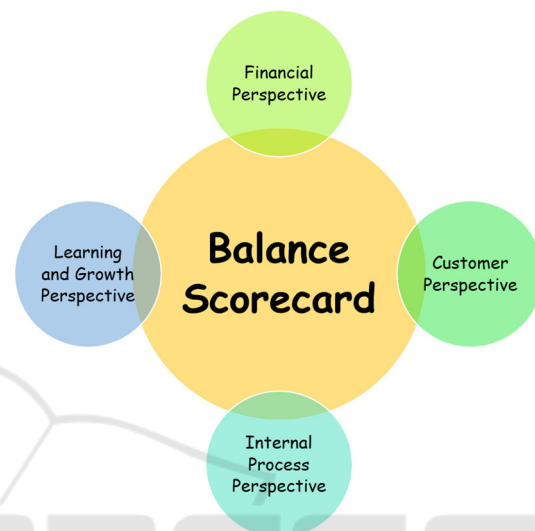 Financial
Perspective
Balance
Scorecard
Learning
and Growth
Perspective
Customer
Perspective
Internal
Process
Perspective